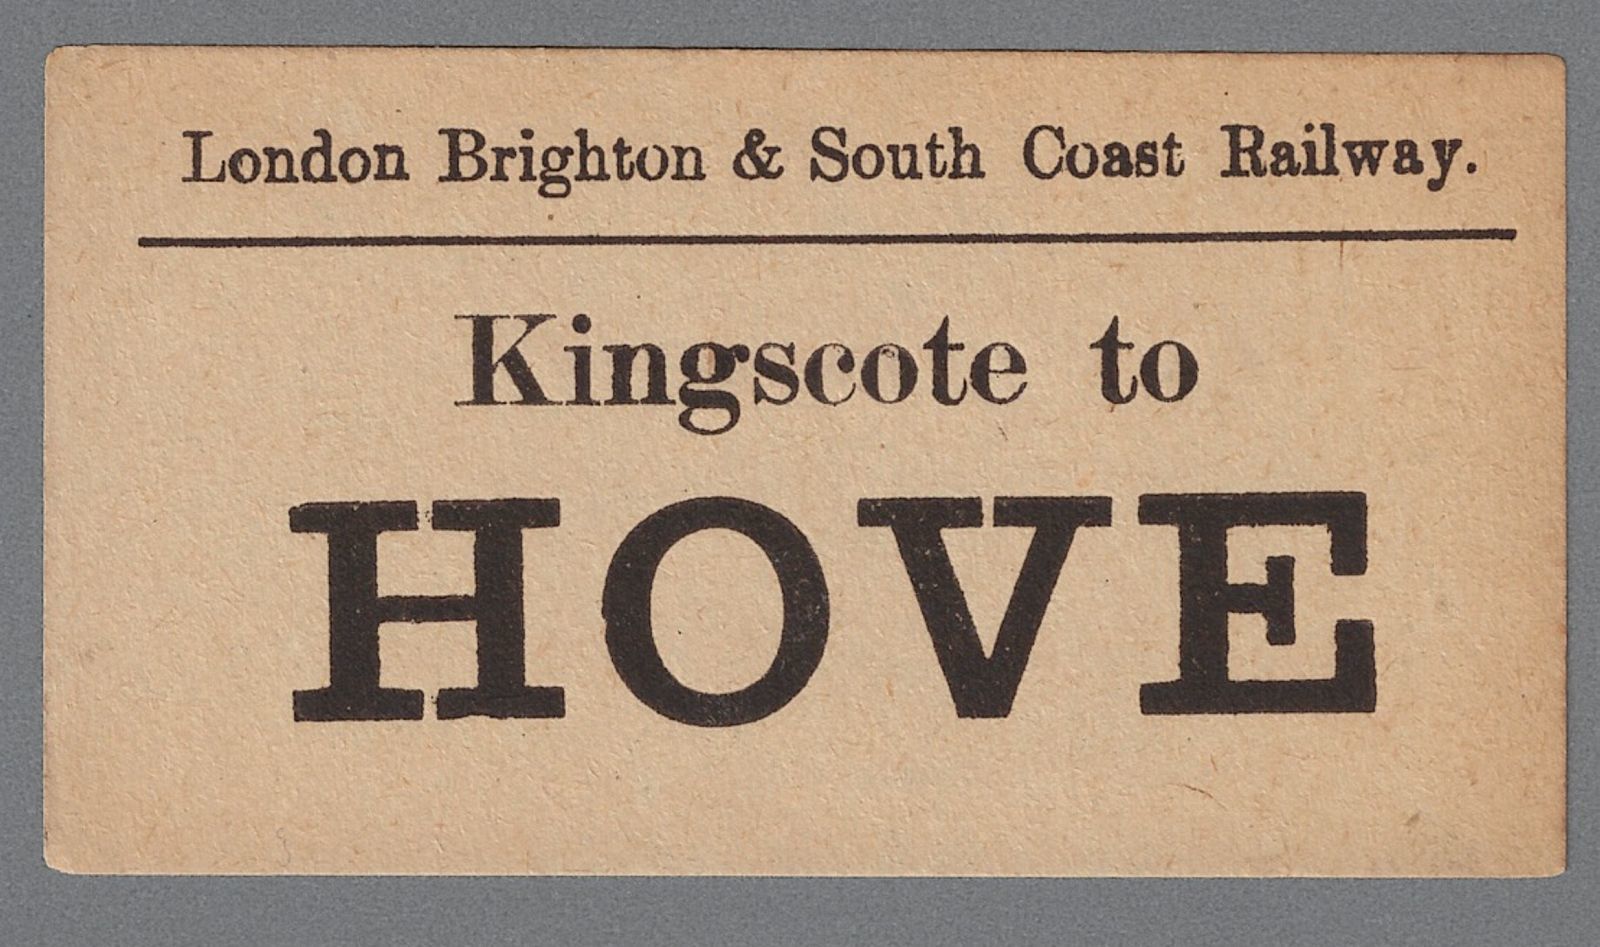 London Brighton & South Coast Railway.
Kingscote to
HOVE